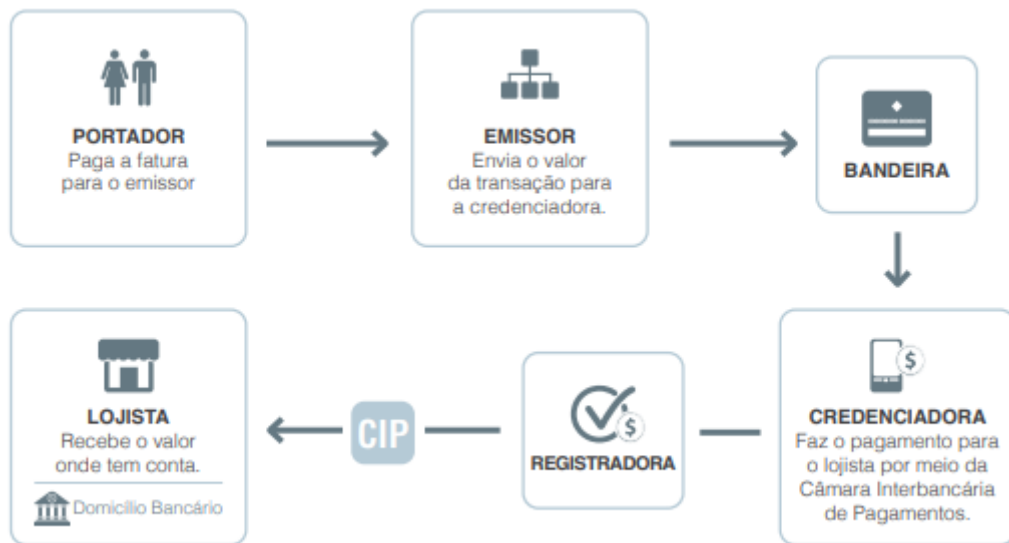 PORTADOR
Paga a fatura
para o emissor
EMISSOR
Envia o valor
da transação para
a credenciadora.
BANDEIRA
LOJISTA
Recebe o valor
onde tem conta.
Domicílio Bancário
CIP
$
REGISTRADORA
$
CREDENCIADORA
Faz o pagamento para
o lojista por meio da
Câmara Interbancária
de Pagamentos.